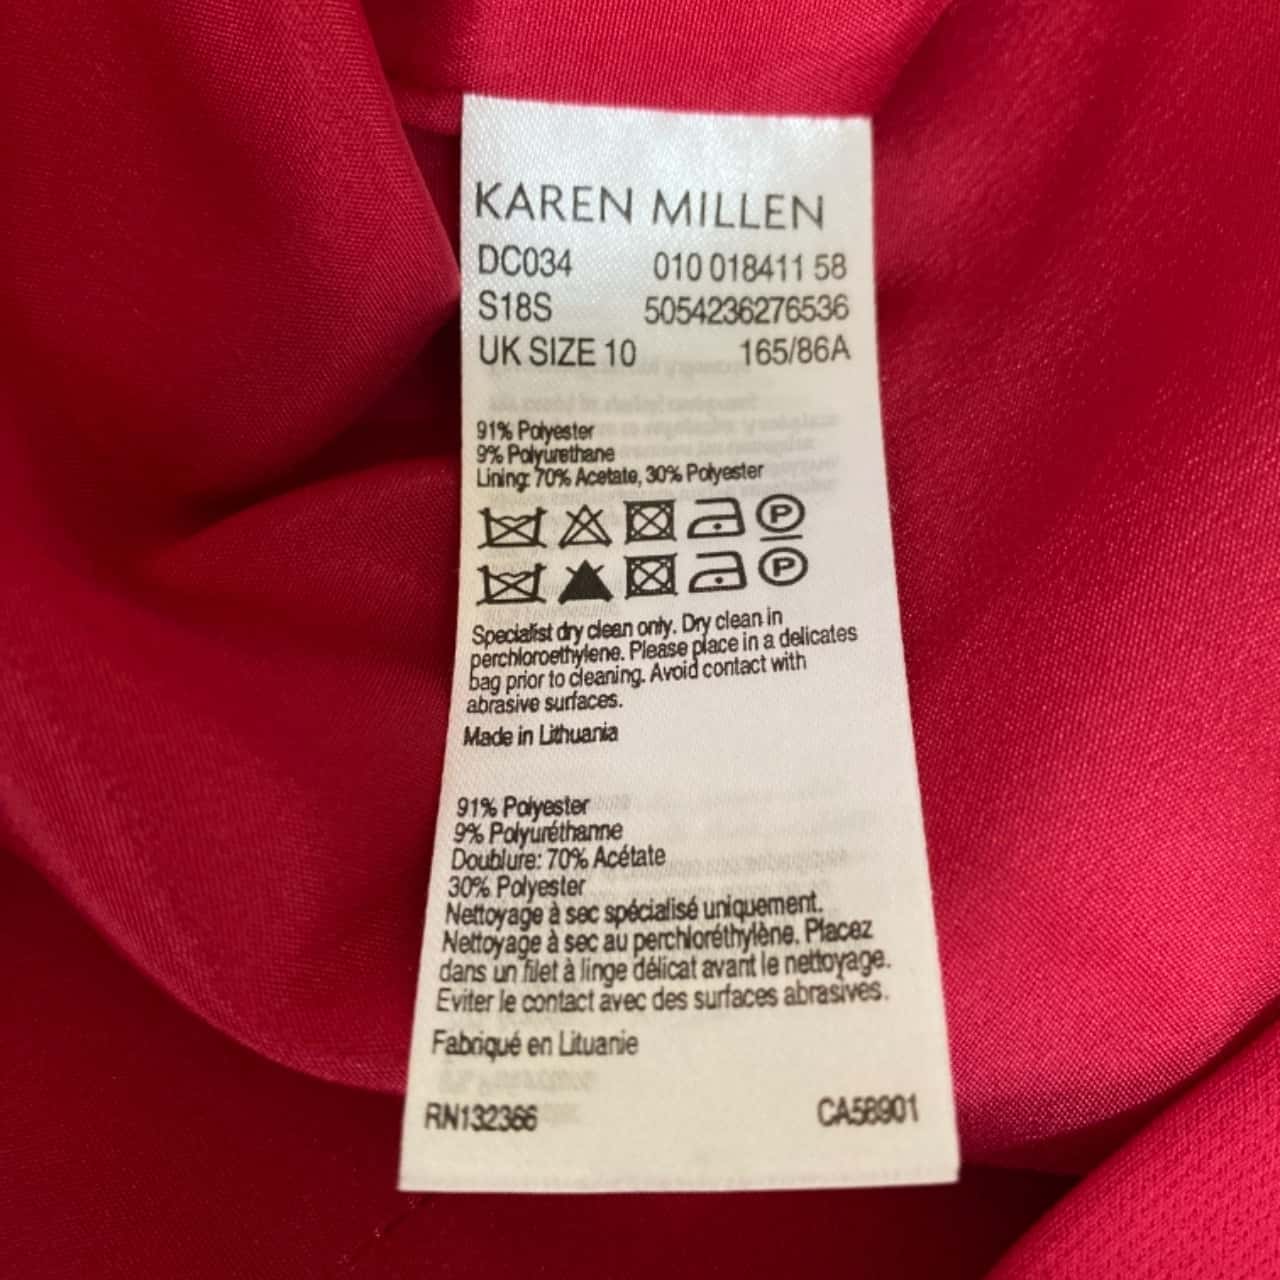 KAREN MILLEN
DC034 010 018411 58
S18S 5054236276536
UK SIZE 10 165/86A
91% Polyester
9% Polyurethane
Lining: 70% Acetate, 30% Polyester
P
P
Specialist dry clean only. Dry clean in
perchloroethylene. Please place in a delicates
bag prior to cleaning. Avoid contact with
abrasive surfaces.
Made in Lithuania
91% Polyester
9% Polyuréthanne
Doublure: 70% Acétate
30% Polyester
Nettoyage à sec spécialisé uniquement.
Nettoyage à sec au perchloréthylène. Placez
dans un filet à linge délicat avant le nettoyage.
Eviter le contact avec des surfaces abrasives.
Fabriqué en Lituanie
RN132366 CA58901